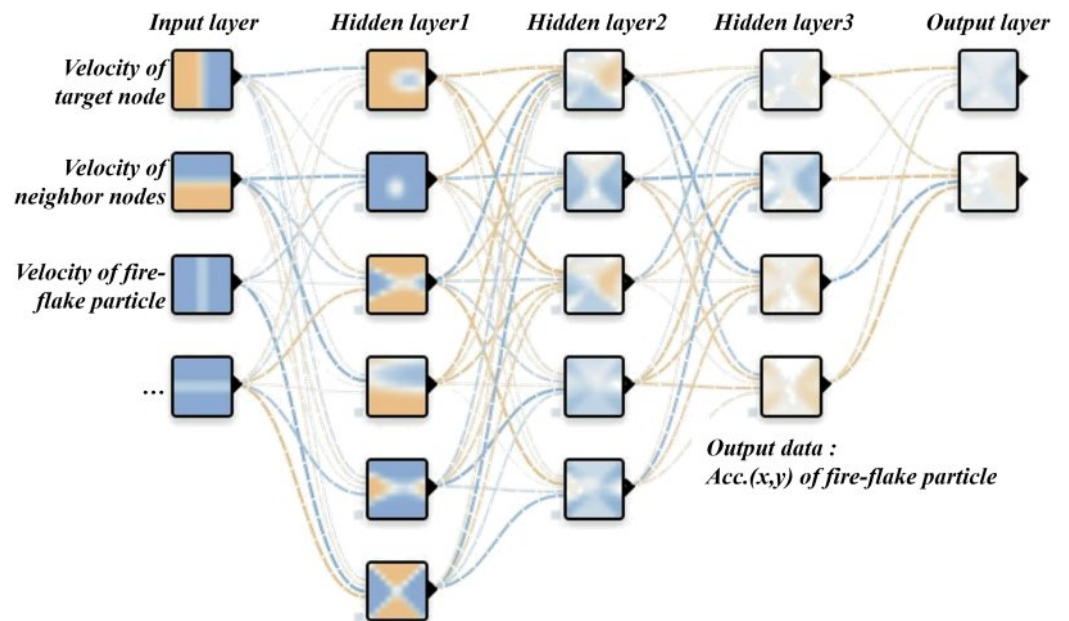 Input layer
Hidden layer1
Hidden layer2
Hidden layer3
Output layer
Velocity of
target node
Velocity of
neighbor nodes
Velocity of fire-
flake particle
...
Output data :
Acc.(x,y) of fire-flake particle